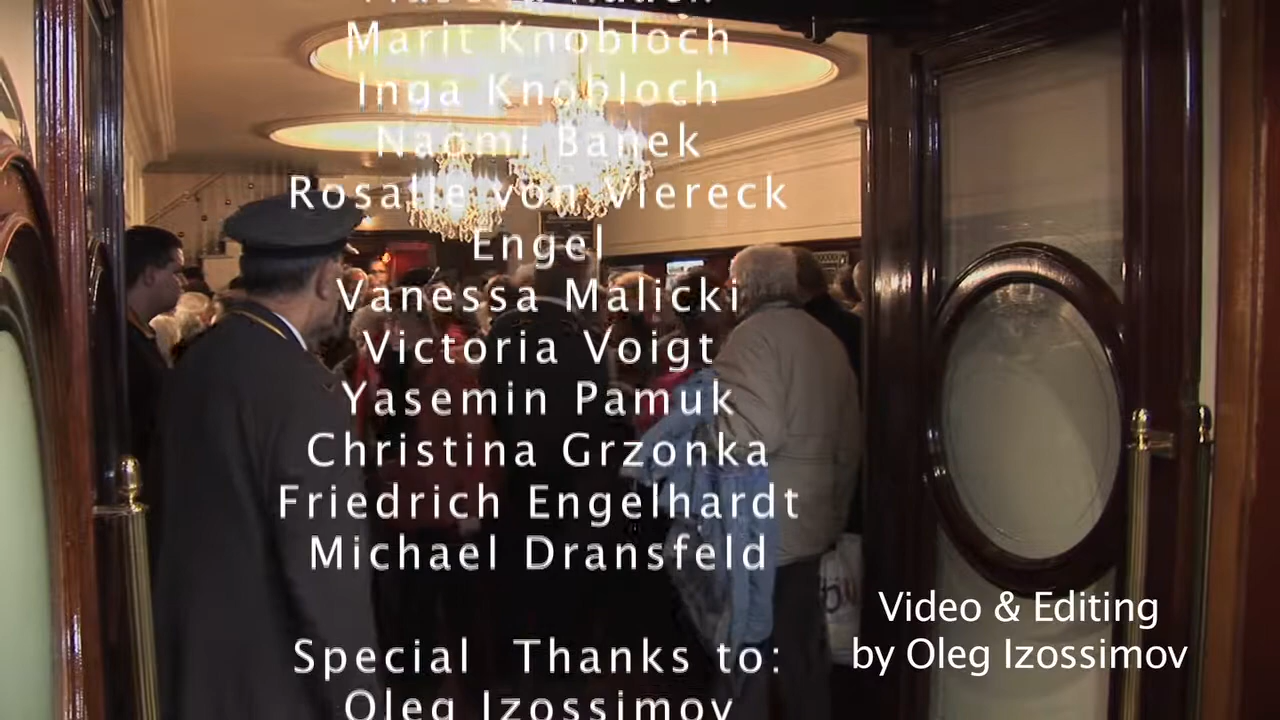 Marit Knobloch
Inga Knobloch
Naomi Banek
Rosalie von Viereck
Engel
Vanessa Malicki
Victoria Voigt
Yasemin Pamuk
Christina Grzonka
Friedrich Engelhardt
Michael Dransfeld
Special Thanks to:
Oleg Izossimov
Video & Editing
by Oleg Izossimov